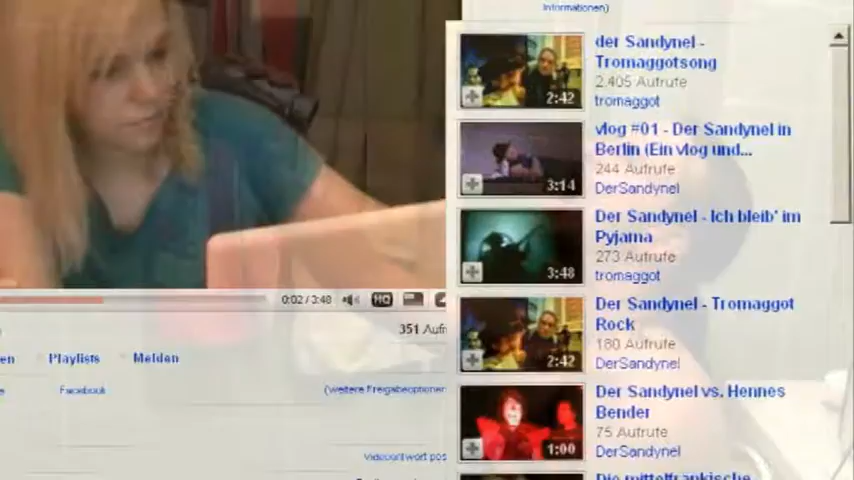 Informationen)
der Sandynel -
Tromaggotsong
2.405 Aufrufe
tromaggot
2:42
vlog #01 - Der Sandynel in
Berlin (Ein vlog und...
244 Aufrufe
DerSandynel
3:14
Der Sandynel - Ich bleib' im
Pyjama
273 Aufrufe
tromaggot
3:48
0:02 / 3:48
HQ
351 Aufr
Der Sandynel - Tromaggot
Rock
180 Aufrufe
DerSandynel
2:42
en
Playlists
Melden
Facebook
(weitere Freigabeoptionen
Der Sandynel vs. Hennes
Bender
75 Aufrufe
DerSandynel
1:00
Videoantwort pos
Die mittelfränkische